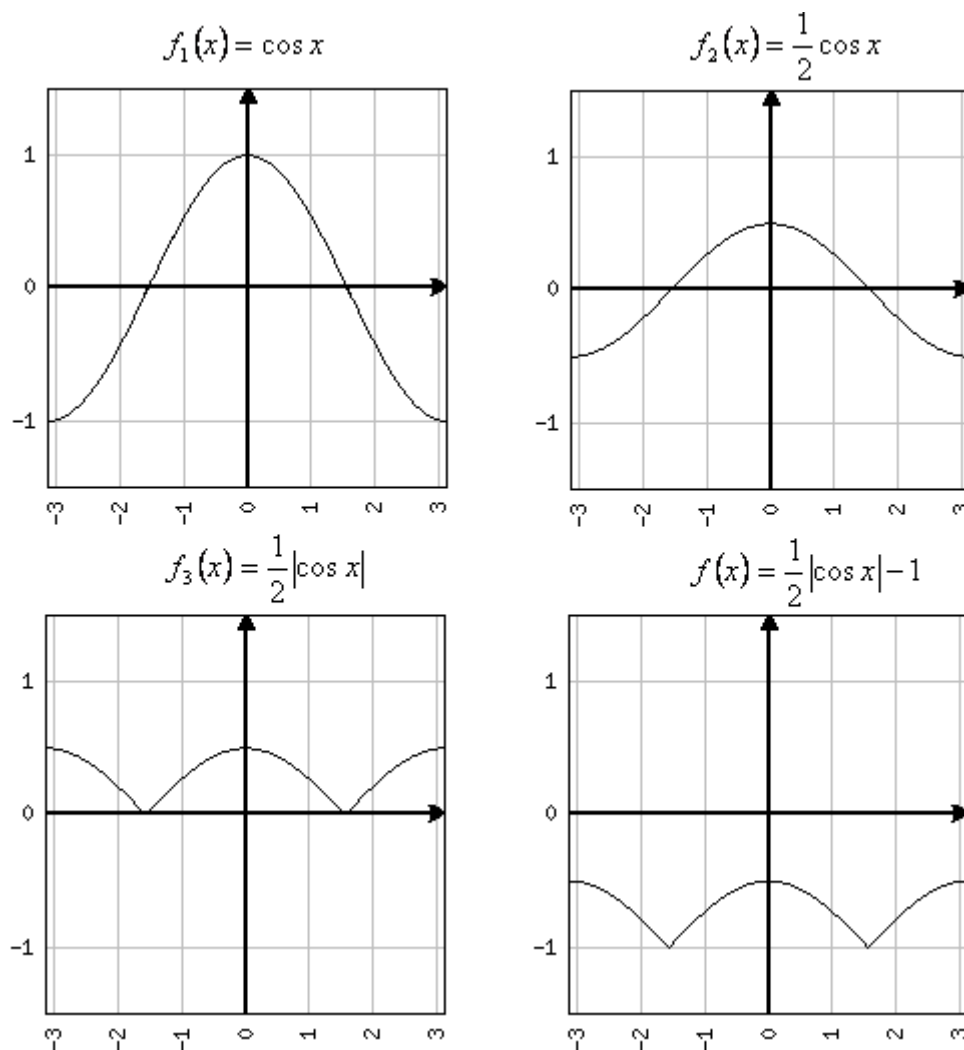 f₁(x) = cos x
f₂(x) = 1/2 cos x
1
0
-1
-3 -2 -1 0 1 2 3
1
0
-1
-3 -2 -1 0 1 2 3
f₃(x) = 1/2 |cos x|
f(x) = 1/2 |cos x| − 1
1
0
-1
-3 -2 -1 0 1 2 3
1
0
-1
-3 -2 -1 0 1 2 3